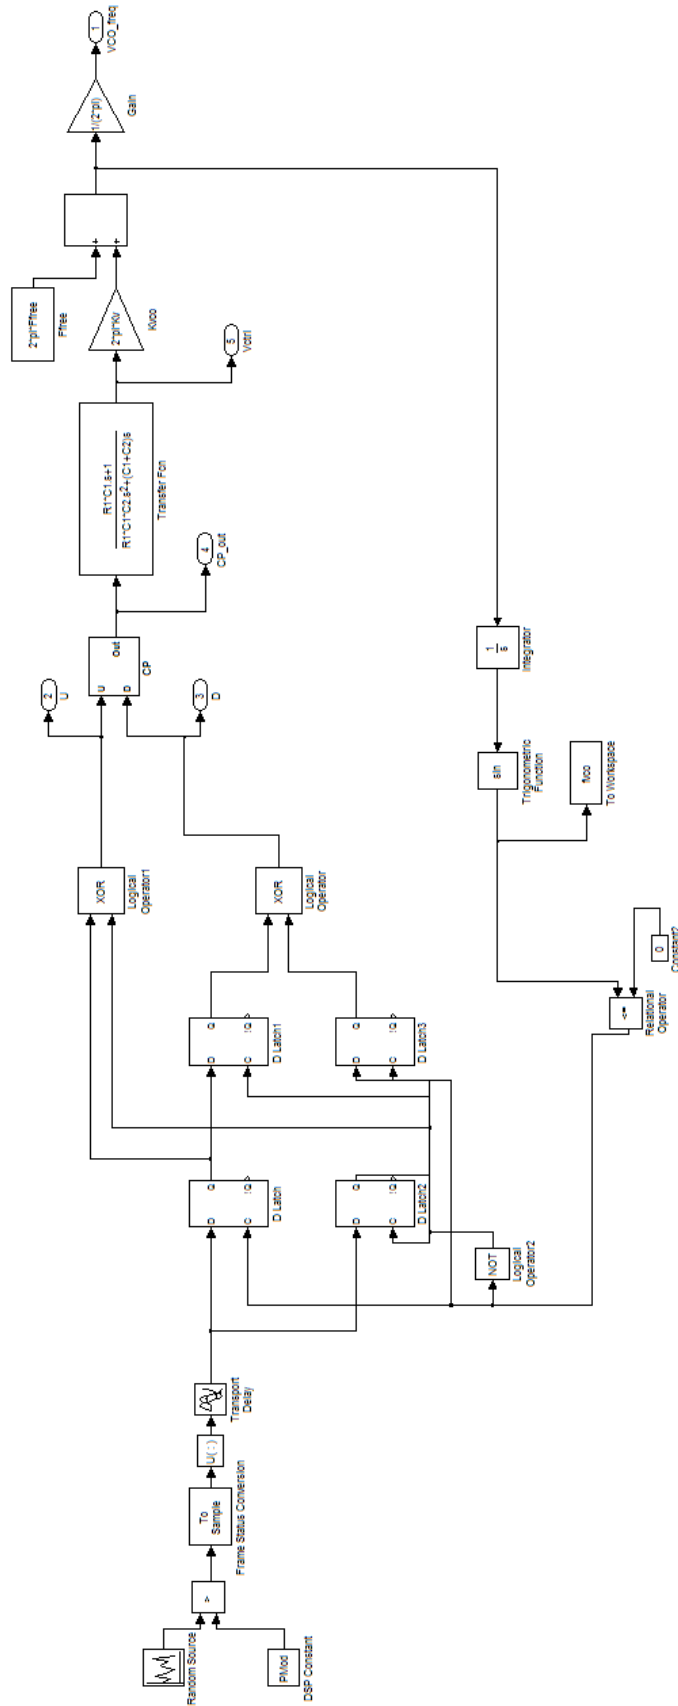 1
VCO_freq
1/(2*pi)
Gain
+
+
2*pi*Ffree
Ffree
2*pi*Kv
Kvco
5
Vctrl
R1*C1.s+1
R1*C1*C2.s²+(C1+C2)s
Transfer Fcn
4
CP_out
U
D
out
CP
2
U
3
D
1
s
Integrator
sin
Trigonometric
Function
fvco
To Workspace
XOR
Logical
Operator1
XOR
Logical
Operator
0
Constant2
<=
Relational
Operator
D
C
Q
!Q
D Latch1
D
C
Q
!Q
D Latch3
D
C
Q
!Q
D Latch
D
C
Q
!Q
D Latch2
NOT
Logical
Operator2
Transport
Delay
U( : )
To
Sample
Frame Status Conversion
>
Random Source
PMod
DSP Constant